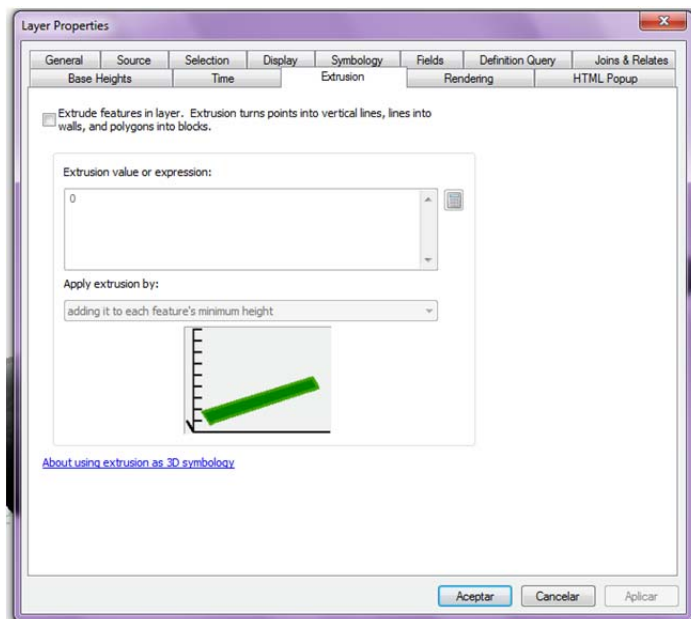 Layer Properties
General Source Selection Display Symbology Fields Definition Query Joins & Relates
Base Heights Time Extrusion Rendering HTML Popup
Extrude features in layer. Extrusion turns points into vertical lines, lines into
walls, and polygons into blocks.
Extrusion value or expression:
0
Apply extrusion by:
adding it to each feature's minimum height
About using extrusion as 3D symbology
Aceptar Cancelar Aplicar